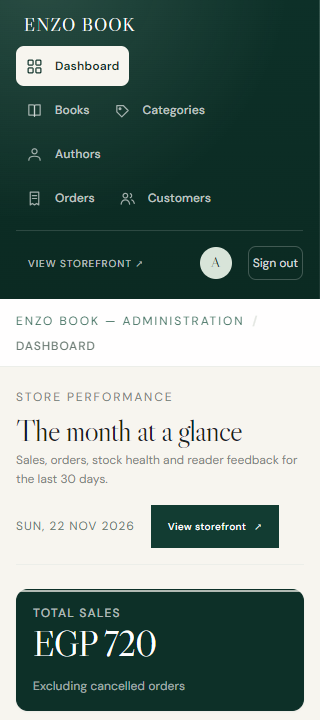 ENZO BOOK
Dashboard
Books Categories
Authors
Orders Customers
VIEW STOREFRONT ↗ A Sign out
ENZO BOOK — ADMINISTRATION /
DASHBOARD
STORE PERFORMANCE
The month at a glance
Sales, orders, stock health and reader feedback for
the last 30 days.
SUN, 22 NOV 2026 View storefront ↗
TOTAL SALES
EGP 720
Excluding cancelled orders